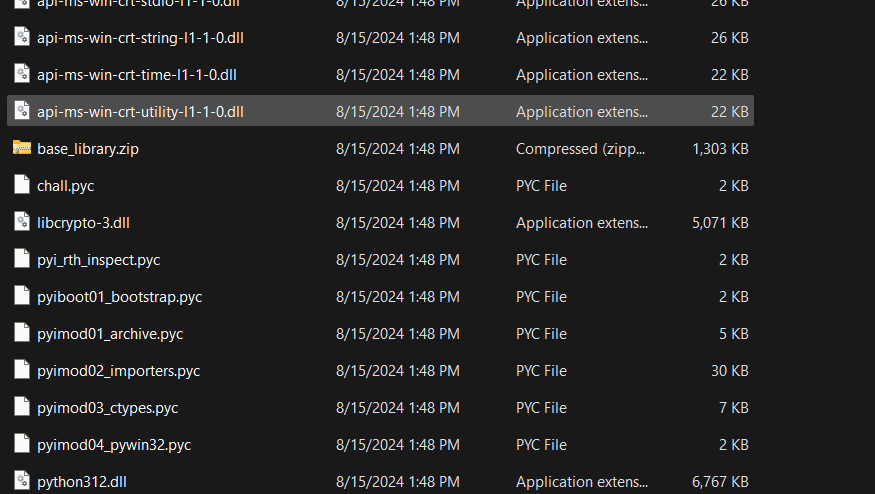 api-ms-win-crt-stdio-l1-1-0.dll 8/15/2024 1:48 PM Application extens... 26 KB
api-ms-win-crt-string-l1-1-0.dll 8/15/2024 1:48 PM Application extens... 26 KB
api-ms-win-crt-time-l1-1-0.dll 8/15/2024 1:48 PM Application extens... 22 KB
api-ms-win-crt-utility-l1-1-0.dll 8/15/2024 1:48 PM Application extens... 22 KB
base_library.zip 8/15/2024 1:48 PM Compressed (zipp... 1,303 KB
chall.pyc 8/15/2024 1:48 PM PYC File 2 KB
libcrypto-3.dll 8/15/2024 1:48 PM Application extens... 5,071 KB
pyi_rth_inspect.pyc 8/15/2024 1:48 PM PYC File 2 KB
pyiboot01_bootstrap.pyc 8/15/2024 1:48 PM PYC File 2 KB
pyimod01_archive.pyc 8/15/2024 1:48 PM PYC File 5 KB
pyimod02_importers.pyc 8/15/2024 1:48 PM PYC File 30 KB
pyimod03_ctypes.pyc 8/15/2024 1:48 PM PYC File 7 KB
pyimod04_pywin32.pyc 8/15/2024 1:48 PM PYC File 2 KB
python312.dll 8/15/2024 1:48 PM Application extens... 6,767 KB